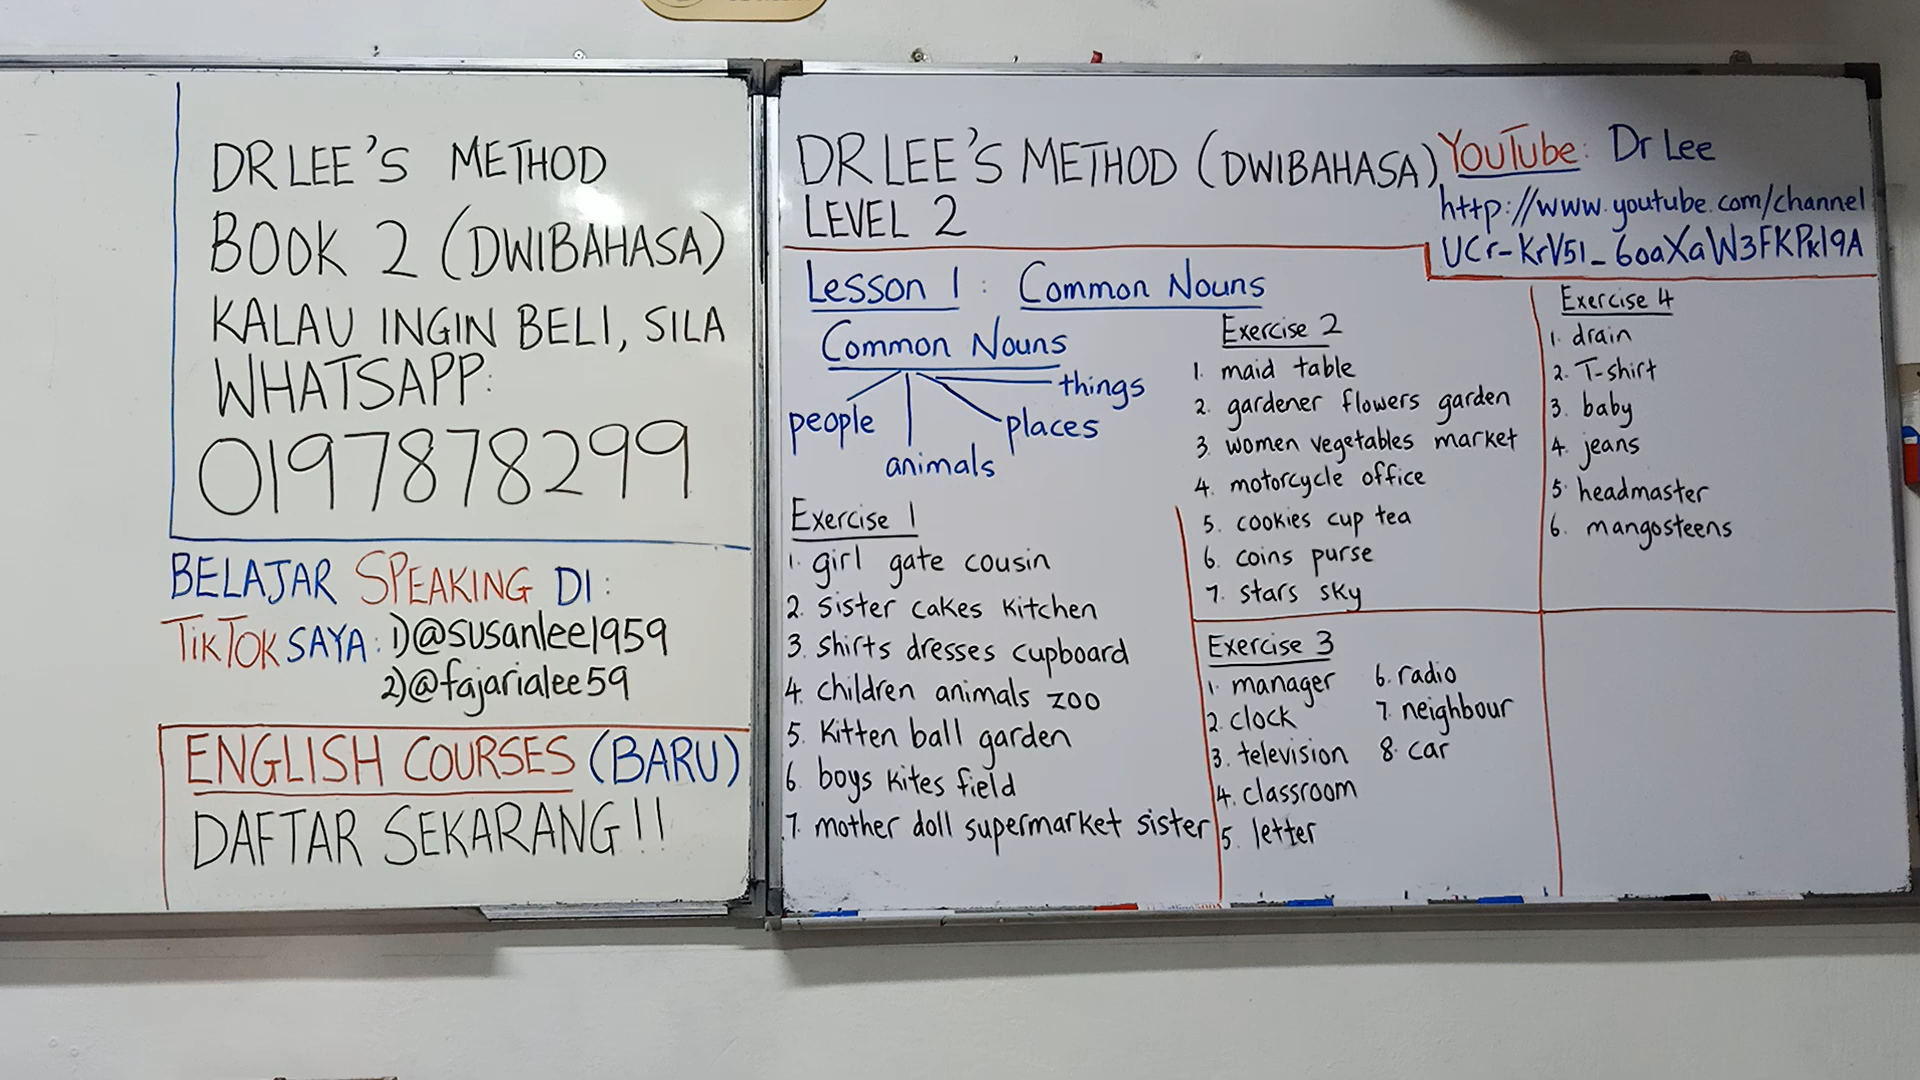 DR LEE'S METHOD
BOOK 2 (DWIBAHASA)
KALAU INGIN BELI, SILA
WHATSAPP:
0197878299
BELAJAR SPEAKING DI:
TIKTOK SAYA: 1) @susanlee1959
2) @fajarialee59
ENGLISH COURSES (BARU)
DAFTAR SEKARANG!!
DR LEE'S METHOD (DWIBAHASA)
LEVEL 2
YouTube: Dr Lee
http://www.youtube.com/channel
UCr-KrV51_6oaXaW3FKPkl9A
Lesson 1: Common Nouns
Common Nouns
things
people
places
animals
Exercise 1
1. girl gate cousin
2. sister cakes kitchen
3. shirts dresses cupboard
4. children animals zoo
5. kitten ball garden
6. boys kites field
7. mother doll supermarket sister
Exercise 2
1. maid table
2. gardener flowers garden
3. women vegetables market
4. motorcycle office
5. cookies cup tea
6. coins purse
7. stars sky
Exercise 3
1. manager
2. clock
3. television
4. classroom
5. letter
6. radio
7. neighbour
8. car
Exercise 4
1. drain
2. T-shirt
3. baby
4. jeans
5. headmaster
6. mangosteens